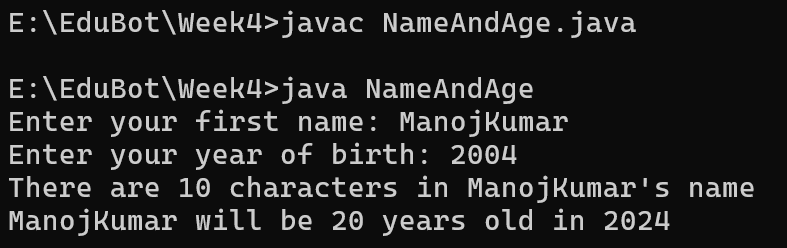 E:\EduBot\Week4>javac NameAndAge.java
E:\EduBot\Week4>java NameAndAge
Enter your first name: ManojKumar
Enter your year of birth: 2004
There are 10 characters in ManojKumar's name
ManojKumar will be 20 years old in 2024